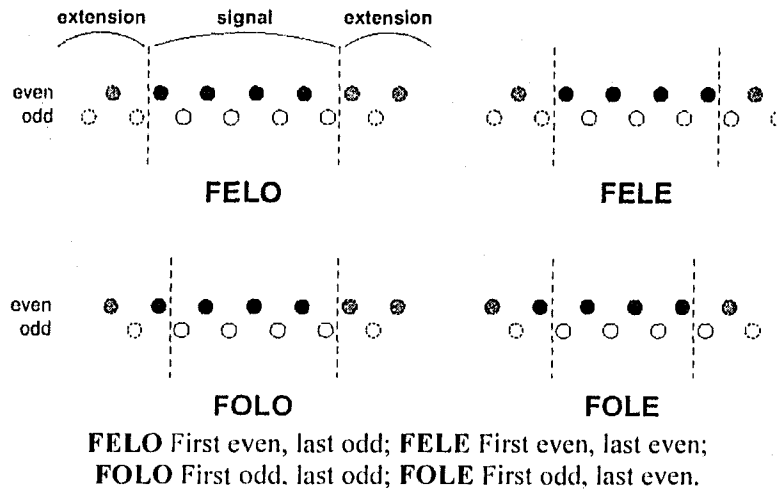 extension signal extension
even
odd
FELO FELE
even
odd
FOLO FOLE
FELO First even, last odd; FELE First even, last even;
FOLO First odd, last odd; FOLE First odd, last even.